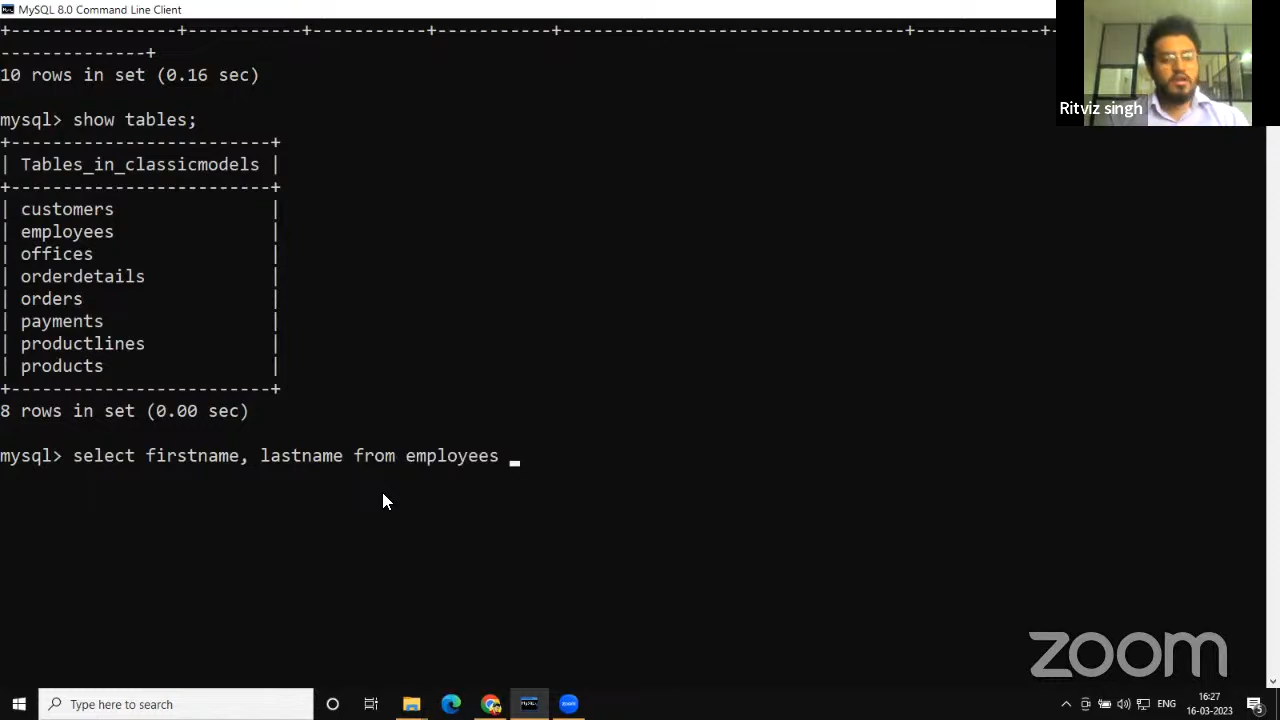 MySQL 8.0 Command Line Client
+----------------+-----------+-----------+-----------+---------------------------------+------------+-
--------------+
10 rows in set (0.16 sec)
Ritviz singh
mysql> show tables;
+-------------------------+
| Tables_in_classicmodels |
+-------------------------+
| customers |
| employees |
| offices |
| orderdetails |
| orders |
| payments |
| productlines |
| products |
+-------------------------+
8 rows in set (0.00 sec)
mysql> select firstname, lastname from employees _
zoom
Type here to search
zoom
ENG
16:27
16-03-2023